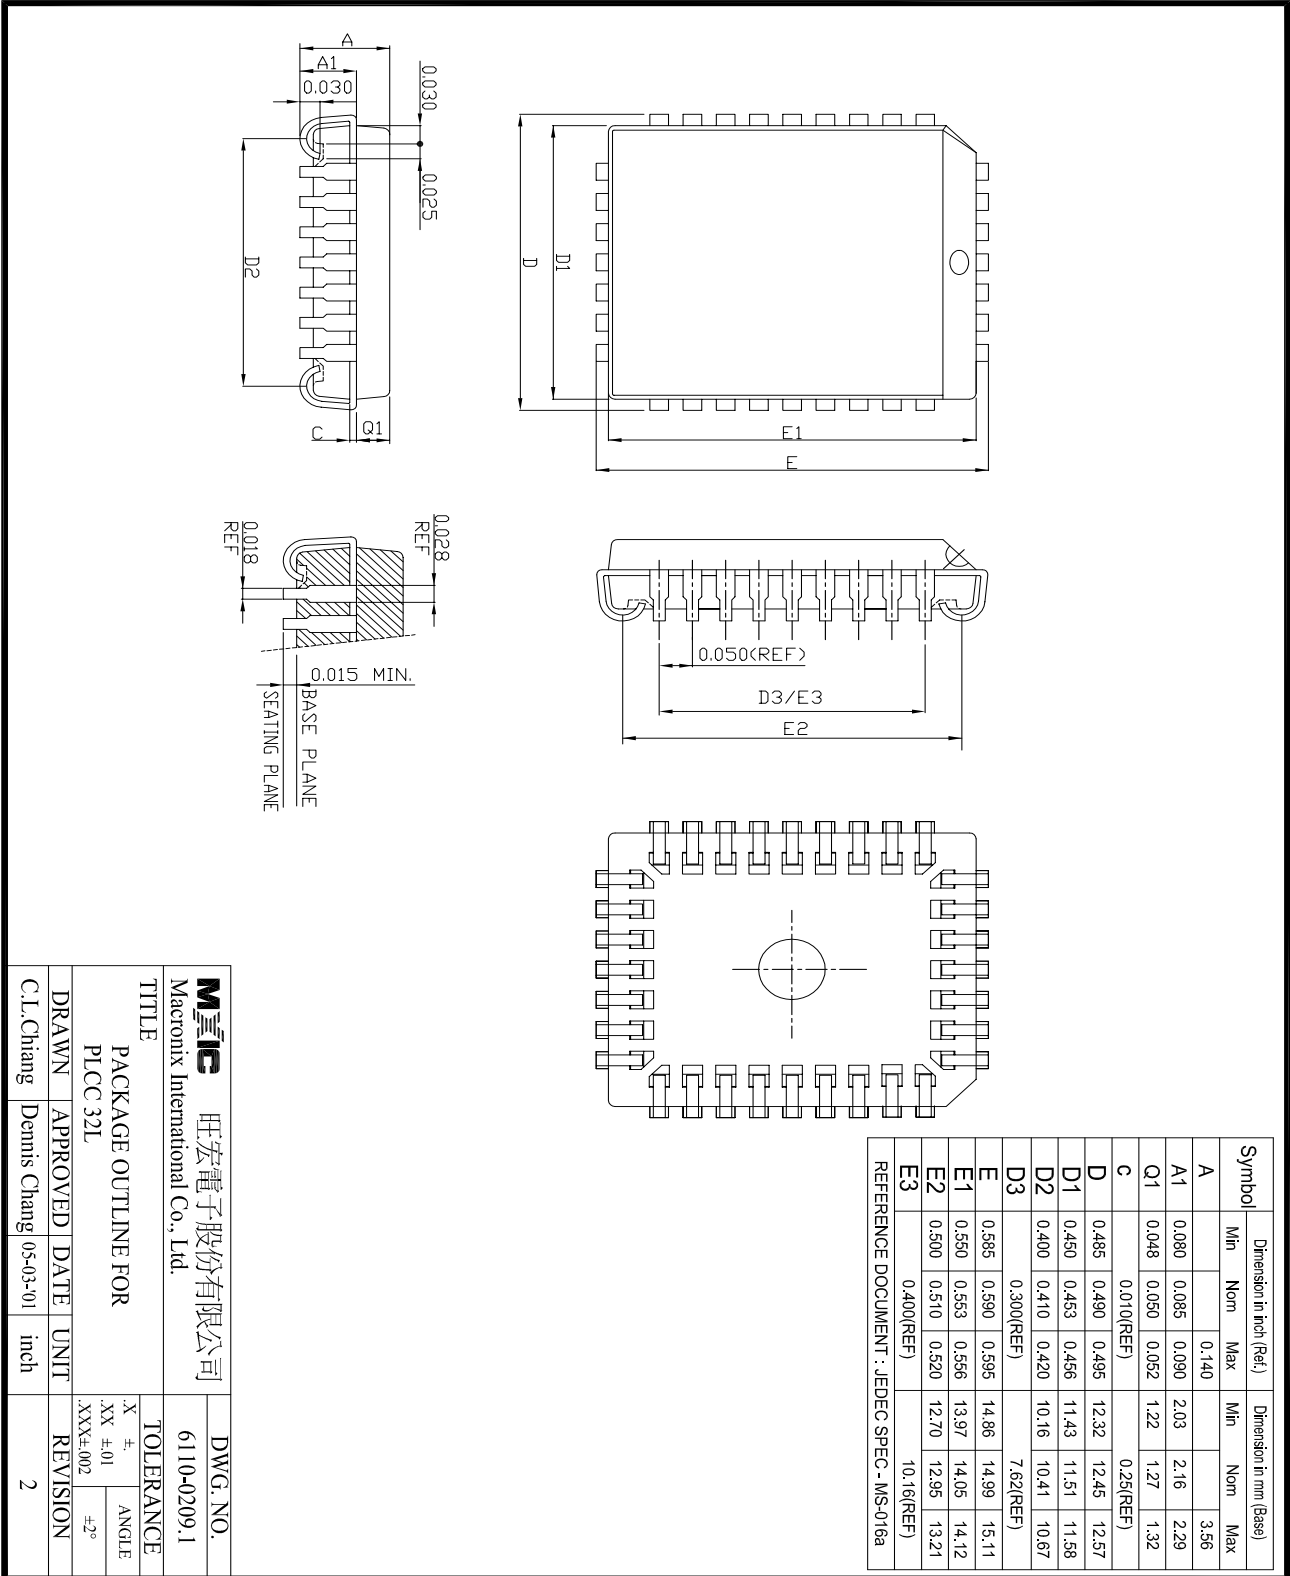 A
A1
0.030
0.030
0.025
D2
C
Q1
D
D1
E1
E
0.018
REF
0.028
REF
0.015 MIN.
BASE PLANE
SEATING PLANE
0.050(REF)
D3/E3
E2
Symbol Dimension in inch (Ref.) Dimension in mm (Base)
Min Nom Max Min Nom Max
A 0.140 3.56
A1 0.080 0.085 0.090 2.03 2.16 2.29
Q1 0.048 0.050 0.052 1.22 1.27 1.32
c 0.010(REF) 0.25(REF)
D 0.485 0.490 0.495 12.32 12.45 12.57
D1 0.450 0.453 0.456 11.43 11.51 11.58
D2 0.400 0.410 0.420 10.16 10.41 10.67
D3 0.300(REF) 7.62(REF)
E 0.585 0.590 0.595 14.86 14.99 15.11
E1 0.550 0.553 0.556 13.97 14.05 14.12
E2 0.500 0.510 0.520 12.70 12.95 13.21
E3 0.400(REF) 10.16(REF)
REFERENCE DOCUMENT : JEDEC SPEC - MS-016a
MXIC 旺宏電子股份有限公司
Macronix International Co., Ltd.
DWG. NO.
6110-0209.1
TITLE
PACKAGE OUTLINE FOR
PLCC 32L
TOLERANCE
.X ±.
.XX ±.01
.XXX±.002
ANGLE
±2°
DRAWN APPROVED DATE UNIT REVISION
C.L.Chiang Dennis Chang 05-03-'01 inch 2